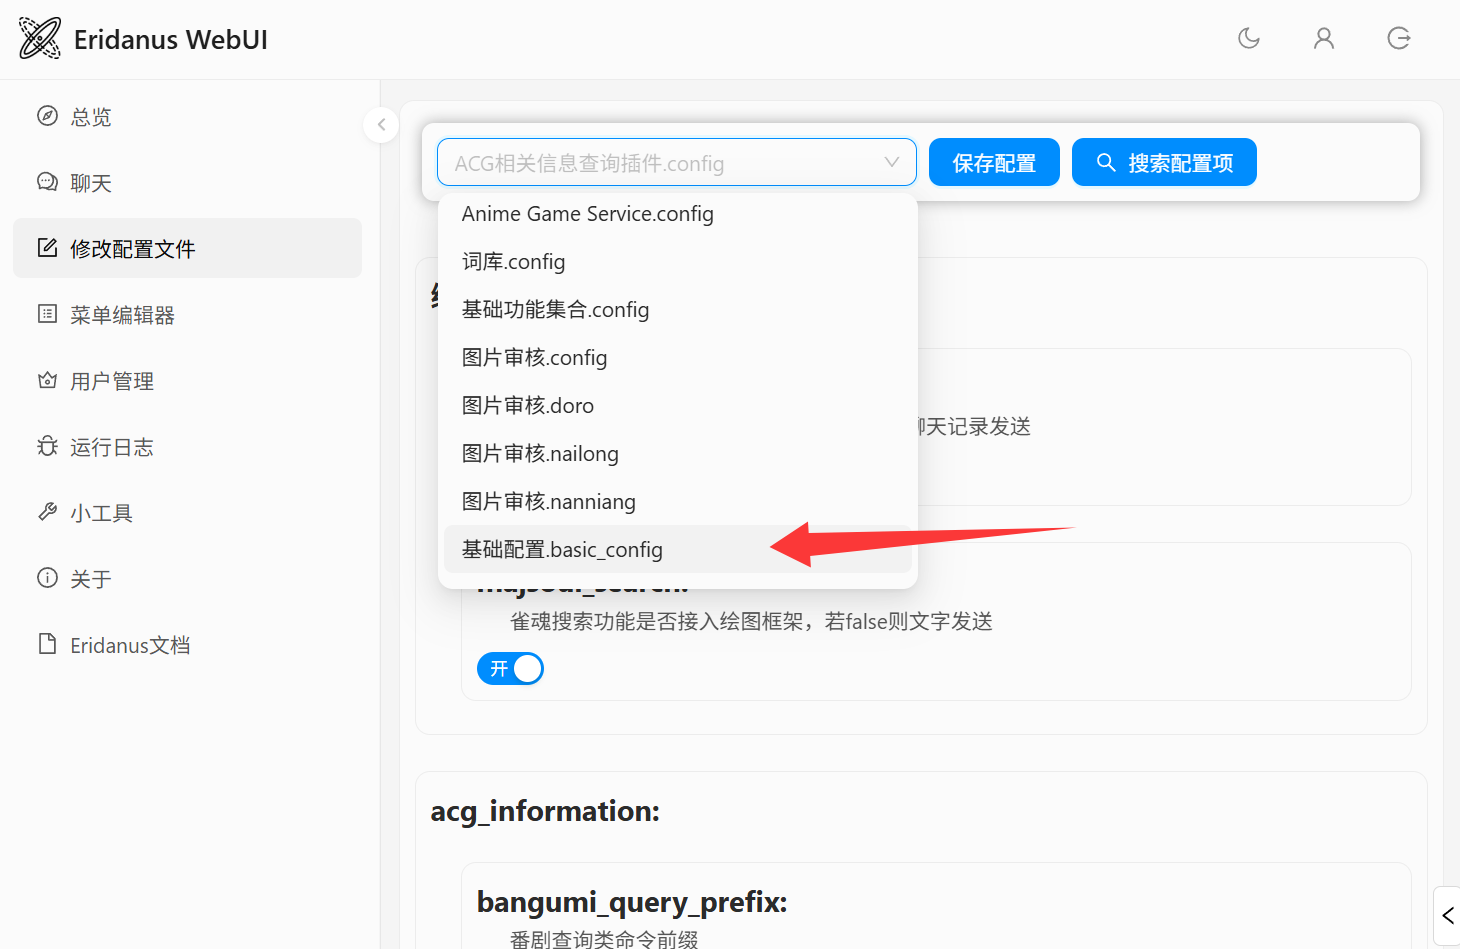 Eridanus WebUI
总览
聊天
修改配置文件
菜单编辑器
用户管理
运行日志
小工具
关于
Eridanus文档
ACG相关信息查询插件.config
保存配置
搜索配置项
Anime Game Service.config
词库.config
基础功能集合.config
图片审核.config
图片审核.doro
图片审核.nailong
图片审核.nanniang
基础配置.basic_config
天记录发送
majsoul_search:
雀魂搜索功能是否接入绘图框架，若false则文字发送
开
acg_information:
bangumi_query_prefix:
番剧查询类命令前缀